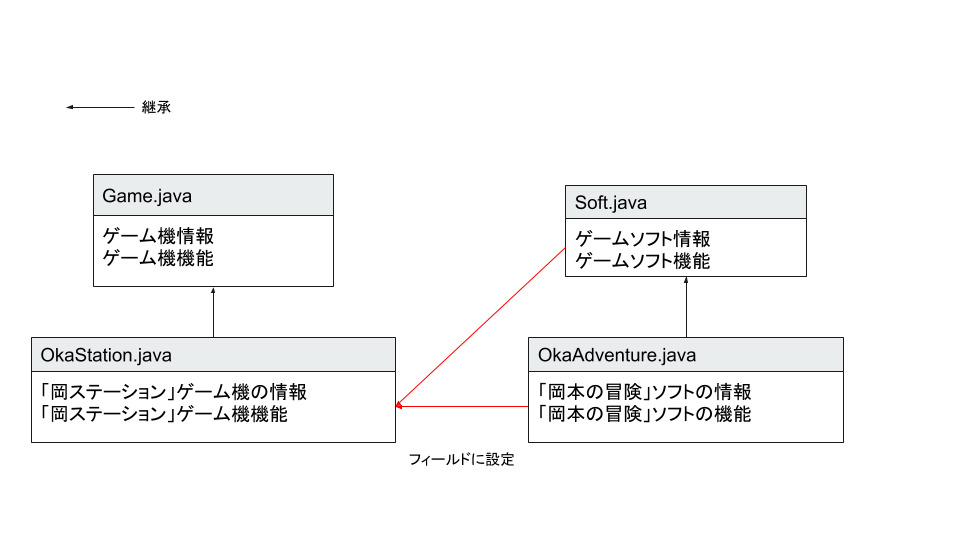 継承
Game.java
ゲーム機情報
ゲーム機機能
Soft.java
ゲームソフト情報
ゲームソフト機能
OkaStation.java
「岡ステーション」ゲーム機の情報
「岡ステーション」ゲーム機機能
OkaAdventure.java
「岡本の冒険」ソフトの情報
「岡本の冒険」ソフトの機能
フィールドに設定